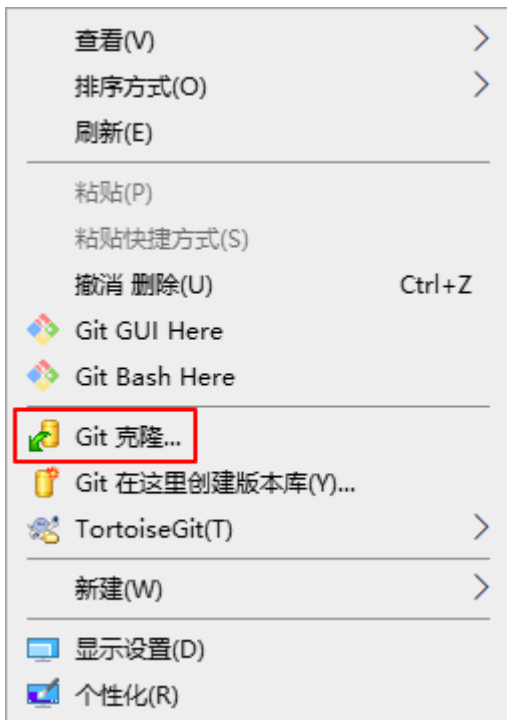 查看(V)
排序方式(O)
刷新(E)
粘贴(P)
粘贴快捷方式(S)
撤消 删除(U) Ctrl+Z
Git GUI Here
Git Bash Here
Git 克隆...
Git 在这里创建版本库(Y)...
TortoiseGit(T)
新建(W)
显示设置(D)
个性化(R)